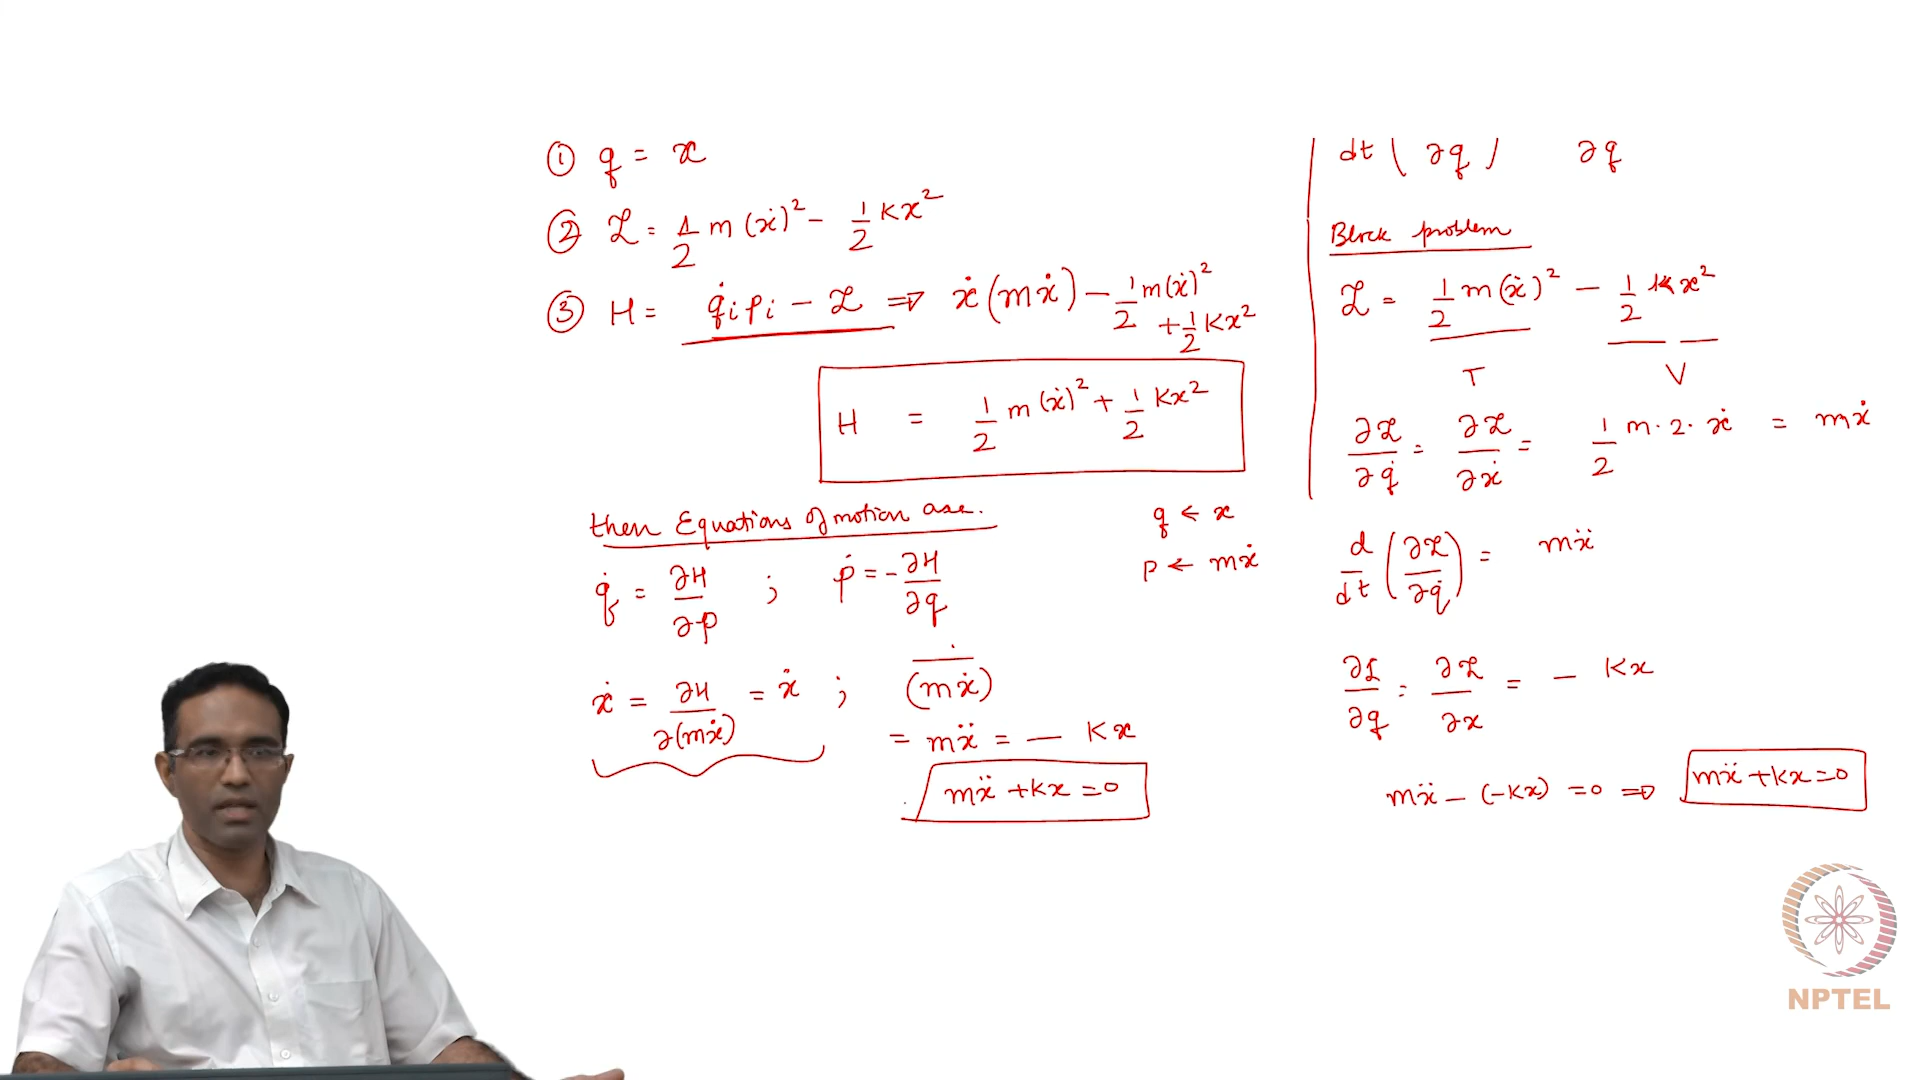 ① q = x
② ℒ = 1/2 m(ẋ)² - 1/2 Kx²
③ H = q̇ᵢpᵢ - ℒ ⇒ ẋ(mẋ) - 1/2 m(ẋ)² + 1/2 Kx²
H = 1/2 m(ẋ)² + 1/2 Kx²
then Equations of motion are.
q ← x
p ← mẋ
q̇ = ∂H/∂p ; ṗ = -∂H/∂q
ẋ = ∂H/∂(mẋ) = ẋ ; (mẋ)̇
= mẍ = - Kx
mẍ + Kx = 0
dt ( ∂q ) ∂q
Block problem
ℒ = 1/2 m(ẋ)² - 1/2 kx²
T V
∂ℒ/∂q̇ = ∂ℒ/∂ẋ = 1/2 m·2·ẋ = mẋ
d/dt (∂ℒ/∂q̇) = mẍ
∂ℒ/∂q = ∂ℒ/∂x = - Kx
mẍ - (-Kx) = 0 ⇒ mẍ + Kx = 0
NPTEL